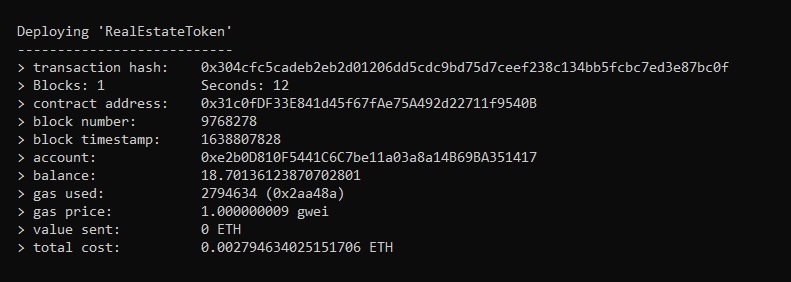 Deploying 'RealEstateToken'
---------------------------
> transaction hash:    0x304cfc5cadeb2eb2d01206dd5cdc9bd75d7ceef238c134bb5fcbc7ed3e87bc0f
> Blocks: 1            Seconds: 12
> contract address:    0x31c0fDF33E841d45f67fAe75A492d22711f9540B
> block number:        9768278
> block timestamp:     1638807828
> account:             0xe2b0D810F5441C6C7be11a03a8a14B69BA351417
> balance:             18.70136123870702801
> gas used:            2794634 (0x2aa48a)
> gas price:           1.000000009 gwei
> value sent:          0 ETH
> total cost:          0.002794634025151706 ETH